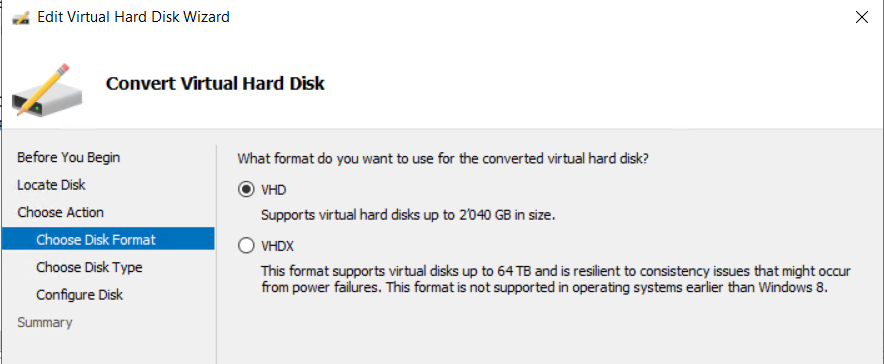 Edit Virtual Hard Disk Wizard
Convert Virtual Hard Disk
Before You Begin
Locate Disk
Choose Action
Choose Disk Format
Choose Disk Type
Configure Disk
Summary
What format do you want to use for the converted virtual hard disk?
VHD
Supports virtual hard disks up to 2'040 GB in size.
VHDX
This format supports virtual disks up to 64 TB and is resilient to consistency issues that might occur
from power failures. This format is not supported in operating systems earlier than Windows 8.